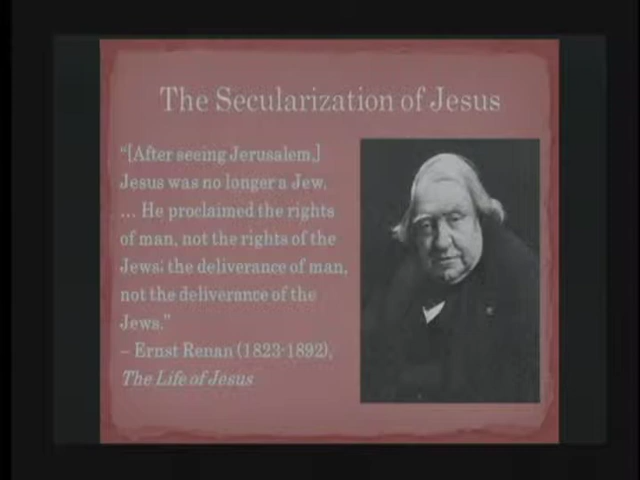 The Secularization of Jesus
"[After seeing Jerusalem,]
Jesus was no longer a Jew.
... He proclaimed the rights
of man, not the rights of the
Jews; the deliverance of man,
not the deliverance of the
Jews."
– Ernst Renan (1823-1892),
The Life of Jesus